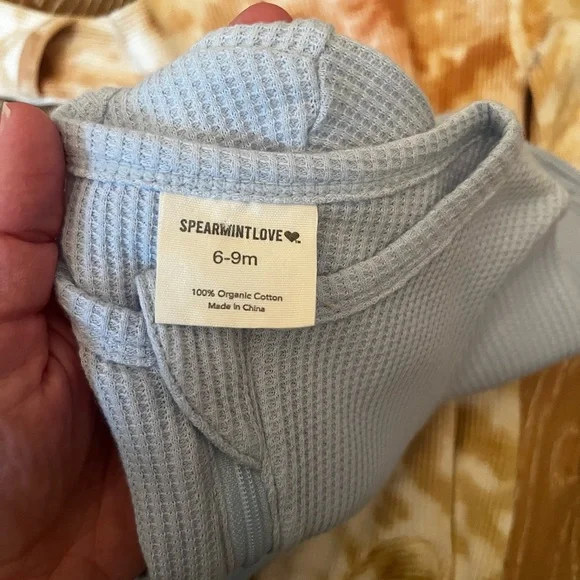 SPEARMINTLOVE
6-9m
100% Organic Cotton
Made in China